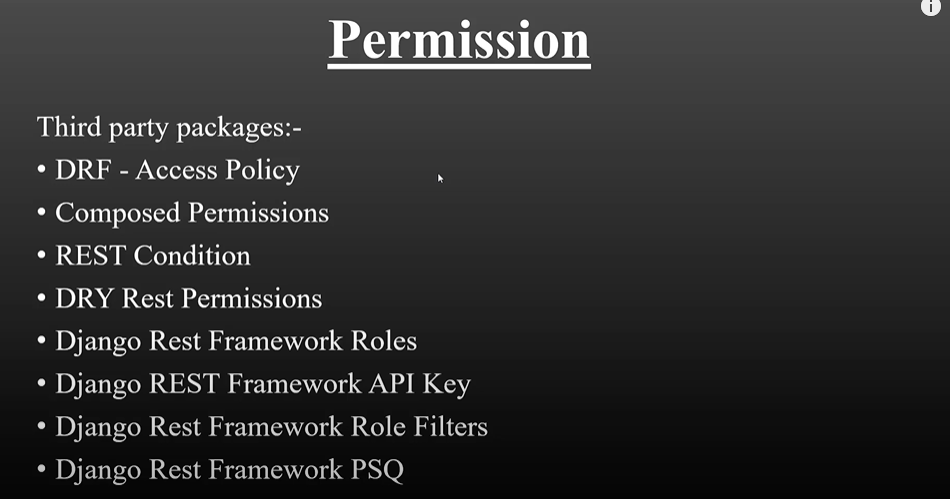 Permission
Third party packages:-
• DRF - Access Policy
• Composed Permissions
• REST Condition
• DRY Rest Permissions
• Django Rest Framework Roles
• Django REST Framework API Key
• Django Rest Framework Role Filters
• Django Rest Framework PSQ